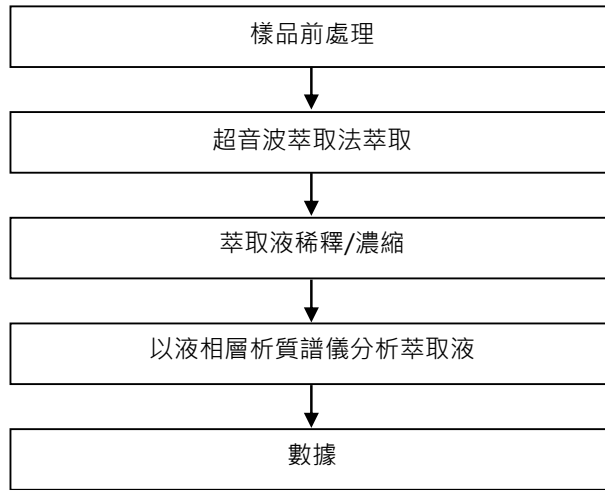 樣品前處理
超音波萃取法萃取
萃取液稀釋/濃縮
以液相層析質譜儀分析萃取液
數據